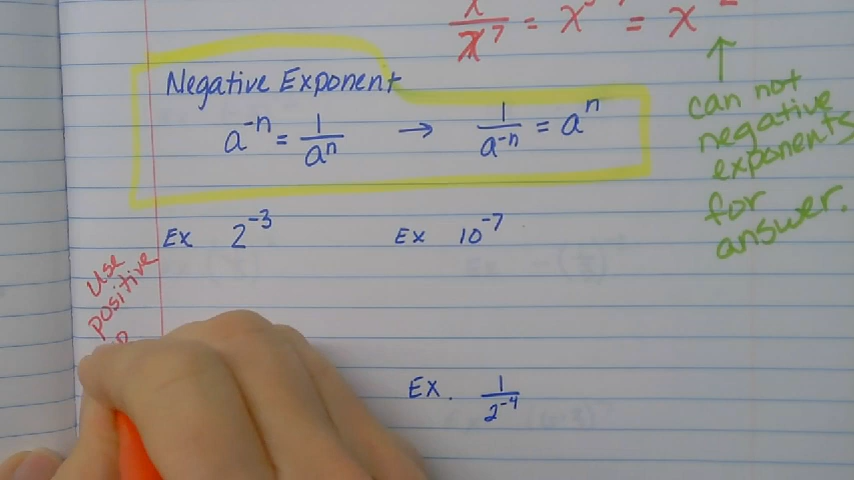 x/x⁷ = x = x
Negative Exponent
a⁻ⁿ = 1/aⁿ → 1/a⁻ⁿ = aⁿ
can not
negative
exponents
for
answer.
Ex 2⁻³ Ex 10⁻⁷
use
positive
Ex. 1/2⁻⁴